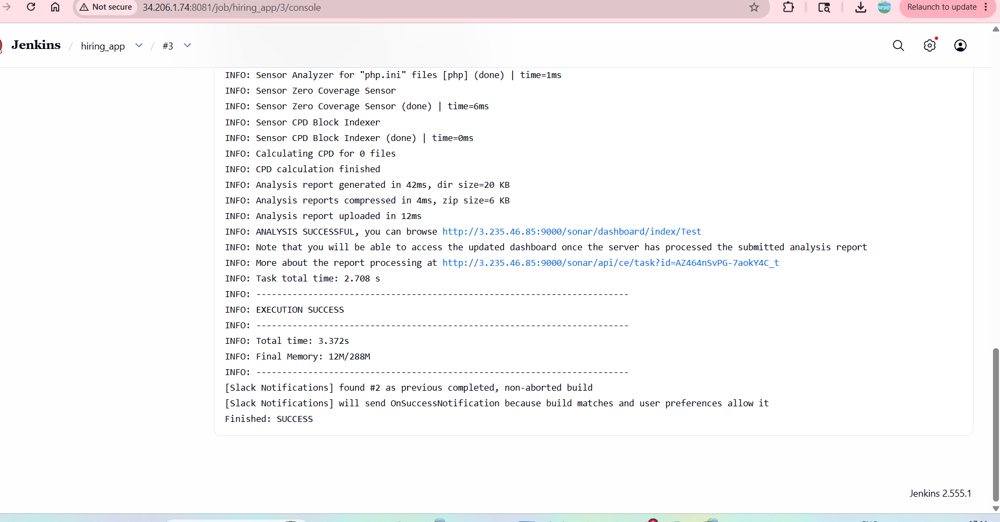 Not secure 34.206.1.74:8081/job/hiring_app/3/console Relaunch to update
Jenkins / hiring_app / #3
INFO: Sensor Analyzer for "php.ini" files [php] (done) | time=1ms
INFO: Sensor Zero Coverage Sensor
INFO: Sensor Zero Coverage Sensor (done) | time=6ms
INFO: Sensor CPD Block Indexer
INFO: Sensor CPD Block Indexer (done) | time=0ms
INFO: Calculating CPD for 0 files
INFO: CPD calculation finished
INFO: Analysis report generated in 42ms, dir size=20 KB
INFO: Analysis reports compressed in 4ms, zip size=6 KB
INFO: Analysis report uploaded in 12ms
INFO: ANALYSIS SUCCESSFUL, you can browse http://3.235.46.85:9000/sonar/dashboard/index/Test
INFO: Note that you will be able to access the updated dashboard once the server has processed the submitted analysis report
INFO: More about the report processing at http://3.235.46.85:9000/sonar/api/ce/task?id=AZ464nSvPG-7aokY4C_t
INFO: Task total time: 2.708 s
INFO: ------------------------------------------------------------------------
INFO: EXECUTION SUCCESS
INFO: ------------------------------------------------------------------------
INFO: Total time: 3.372s
INFO: Final Memory: 12M/288M
INFO: ------------------------------------------------------------------------
[Slack Notifications] found #2 as previous completed, non-aborted build
[Slack Notifications] will send OnSuccessNotification because build matches and user preferences allow it
Finished: SUCCESS
Jenkins 2.555.1